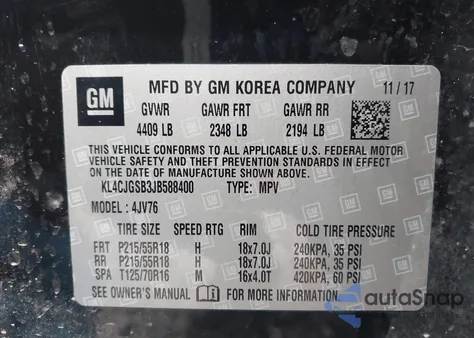 GM
MFD BY GM KOREA COMPANY 11/17
GVWR GAWR FRT GAWR RR
4409 LB 2348 LB 2194 LB
THIS VEHICLE CONFORMS TO ALL APPLICABLE U.S. FEDERAL MOTOR
VEHICLE SAFETY AND THEFT PREVENTION STANDARDS IN EFFECT
ON THE DATE OF MANUFACTURE SHOWN ABOVE.
KL4CJGSB3JB588400 TYPE: MPV
MODEL: 4JV76
TIRE SIZE SPEED RTG RIM COLD TIRE PRESSURE
FRT P215/55R18 H 18x7.0J 240KPA, 35 PSI
RR P215/55R18 H 18x7.0J 240KPA, 35 PSI
SPA T125/70R16 M 16x4.0T 420KPA, 60 PSI
SEE OWNER'S MANUAL FOR MORE INFORMATION.
autaSnap